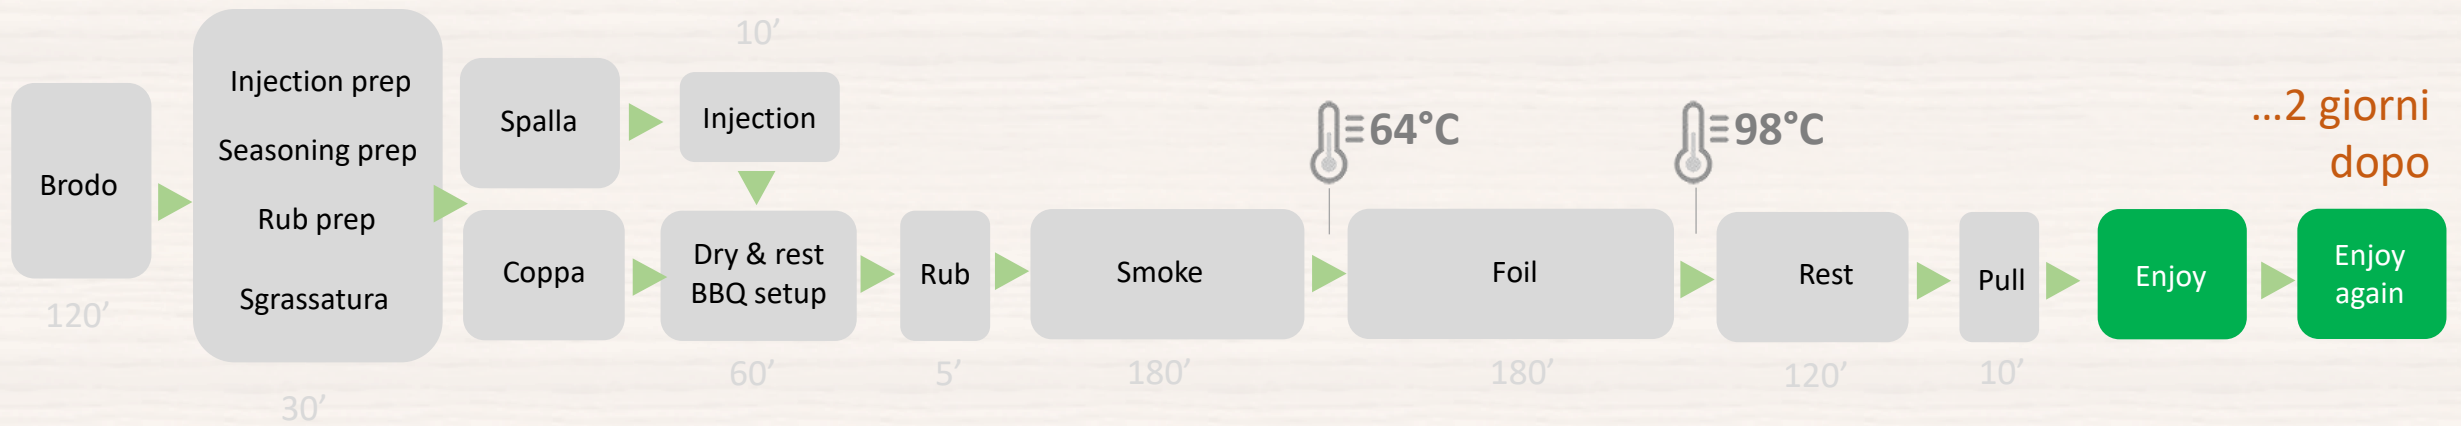 Brodo
120’
Injection prep
Seasoning prep
Rub prep
Sgrassatura
30’
Spalla
Coppa
10’
Injection
Dry & rest
BBQ setup
60’
Rub
5’
Smoke
180’
64°C
Foil
180’
98°C
Rest
120’
Pull
10’
Enjoy
...2 giorni
dopo
Enjoy
again